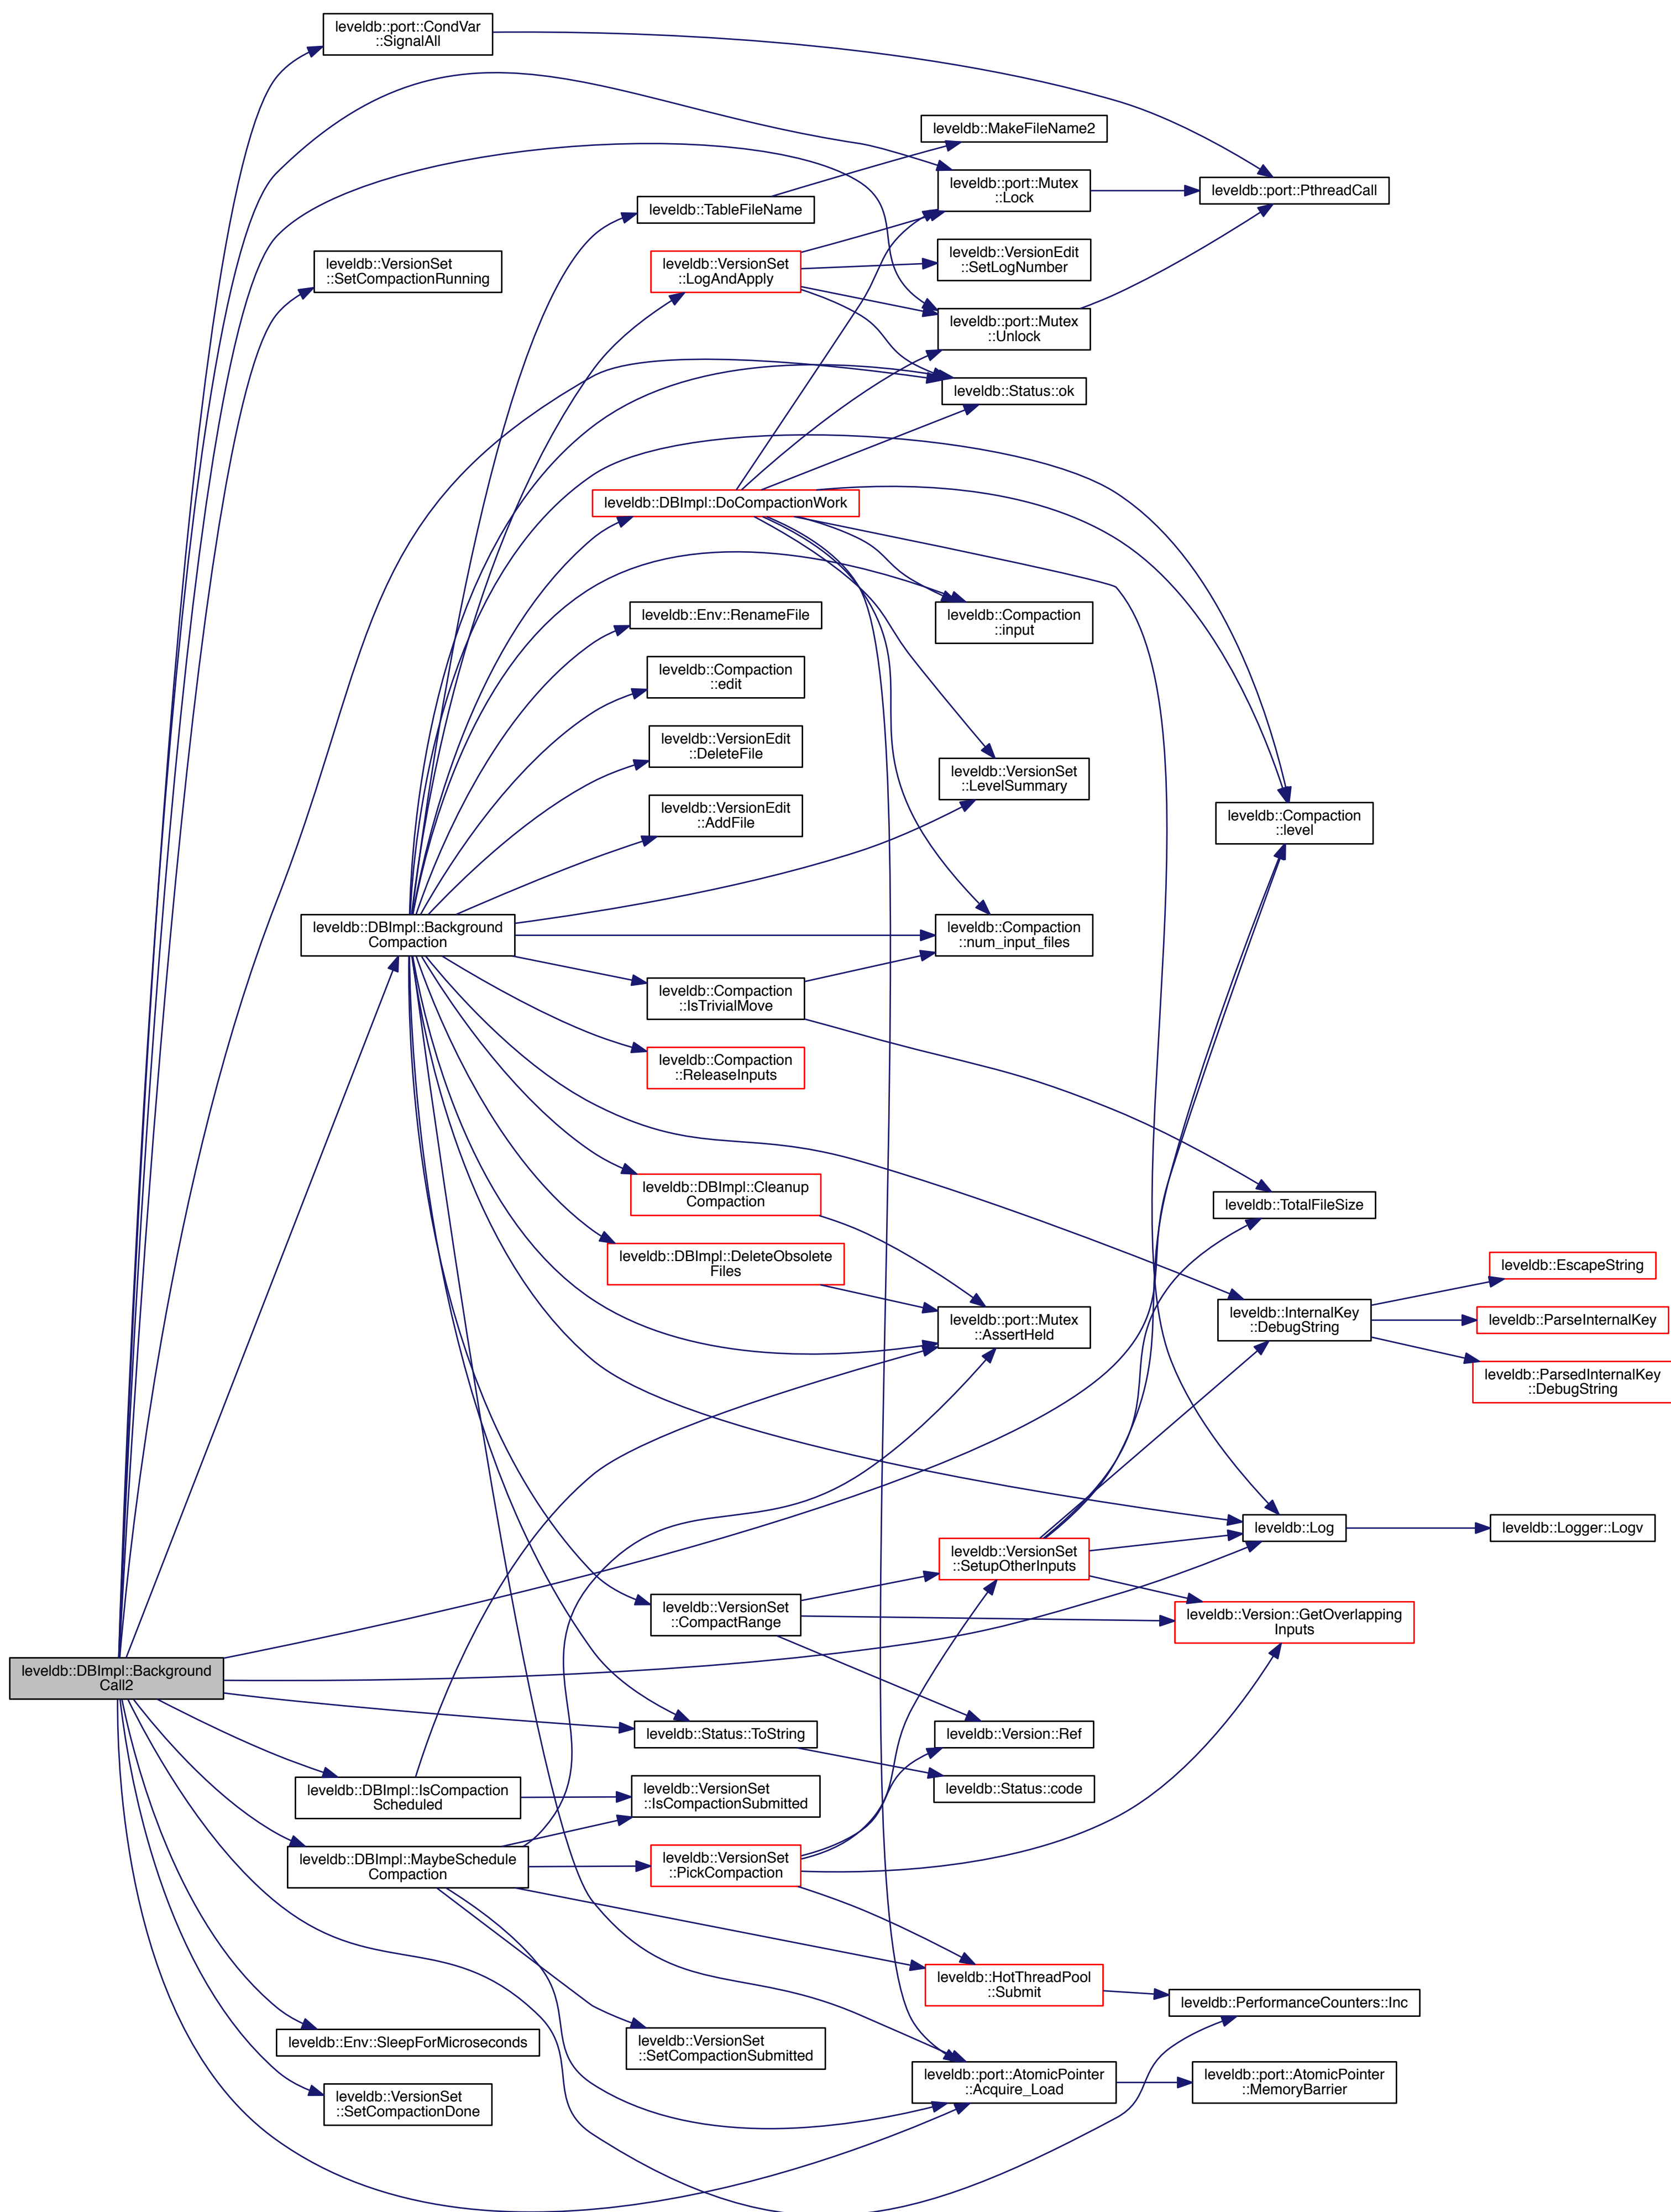 leveldb::port::CondVar
::SignalAll
leveldb::MakeFileName2
leveldb::port::Mutex
::Lock
leveldb::port::PthreadCall
leveldb::TableFileName
leveldb::VersionSet
::SetCompactionRunning
leveldb::VersionSet
::LogAndApply
leveldb::VersionEdit
::SetLogNumber
leveldb::port::Mutex
::Unlock
leveldb::Status::ok
leveldb::DBImpl::DoCompactionWork
leveldb::Env::RenameFile
leveldb::Compaction
::input
leveldb::Compaction
::edit
leveldb::VersionEdit
::DeleteFile
leveldb::VersionSet
::LevelSummary
leveldb::VersionEdit
::AddFile
leveldb::Compaction
::level
leveldb::DBImpl::Background
Compaction
leveldb::Compaction
::num_input_files
leveldb::Compaction
::IsTrivialMove
leveldb::Compaction
::ReleaseInputs
leveldb::DBImpl::Cleanup
Compaction
leveldb::TotalFileSize
leveldb::DBImpl::DeleteObsolete
Files
leveldb::EscapeString
leveldb::port::Mutex
::AssertHeld
leveldb::InternalKey
::DebugString
leveldb::ParseInternalKey
leveldb::ParsedInternalKey
::DebugString
leveldb::VersionSet
::SetupOtherInputs
leveldb::Log
leveldb::Logger::Logv
leveldb::VersionSet
::CompactRange
leveldb::Version::GetOverlapping
Inputs
leveldb::DBImpl::Background
Call2
leveldb::Status::ToString
leveldb::Version::Ref
leveldb::DBImpl::IsCompaction
Scheduled
leveldb::VersionSet
::IsCompactionSubmitted
leveldb::Status::code
leveldb::DBImpl::MaybeSchedule
Compaction
leveldb::VersionSet
::PickCompaction
leveldb::HotThreadPool
::Submit
leveldb::PerformanceCounters::Inc
leveldb::Env::SleepForMicroseconds
leveldb::VersionSet
::SetCompactionSubmitted
leveldb::port::AtomicPointer
::Acquire_Load
leveldb::port::AtomicPointer
::MemoryBarrier
leveldb::VersionSet
::SetCompactionDone